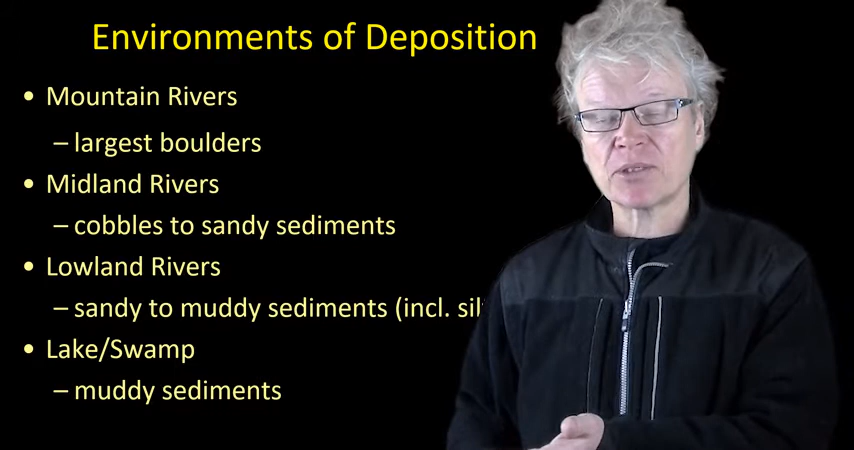 Environments of Deposition
• Mountain Rivers
– largest boulders
• Midland Rivers
– cobbles to sandy sediments
• Lowland Rivers
– sandy to muddy sediments (incl.
• Lake/Swamp
– muddy sediments